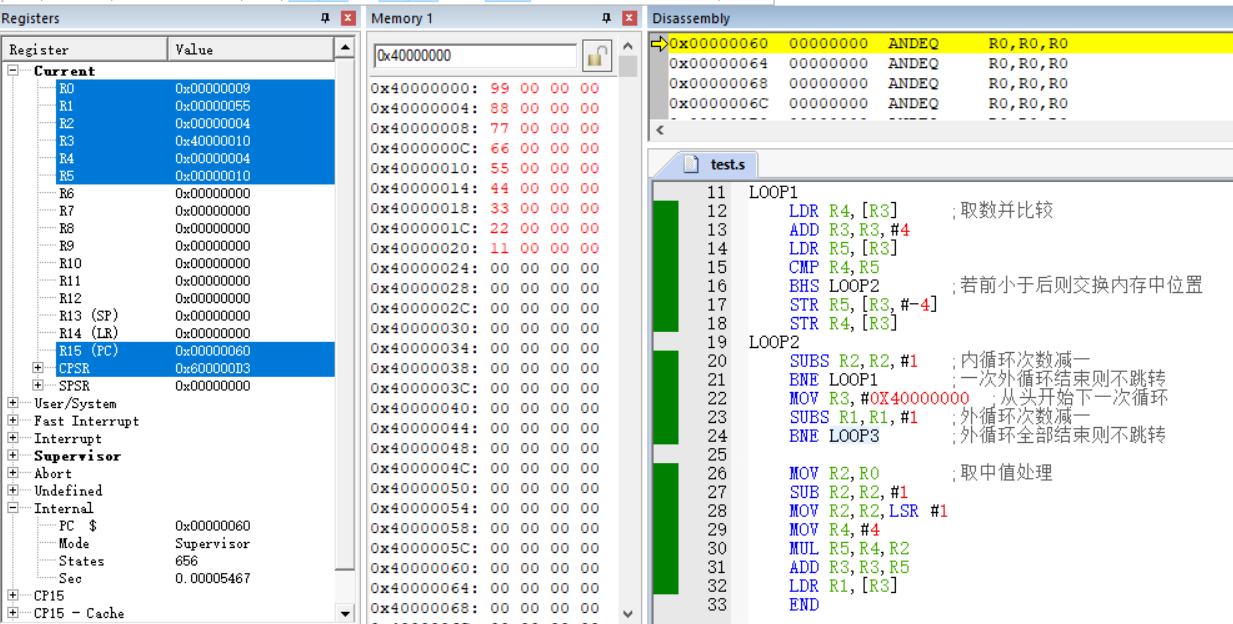 Registers
Register Value
Current
R0 0x00000009
R1 0x00000055
R2 0x00000004
R3 0x40000010
R4 0x00000004
R5 0x00000010
R6 0x00000000
R7 0x00000000
R8 0x00000000
R9 0x00000000
R10 0x00000000
R11 0x00000000
R12 0x00000000
R13 (SP) 0x00000000
R14 (LR) 0x00000000
R15 (PC) 0x00000060
CPSR 0x600000D3
SPSR 0x00000000
User/System
Fast Interrupt
Interrupt
Supervisor
Abort
Undefined
Internal
PC $ 0x00000060
Mode Supervisor
States 656
Sec 0.00005467
CP15
CP15 - Cache
Memory 1
0x40000000
0x40000000: 99 00 00 00
0x40000004: 88 00 00 00
0x40000008: 77 00 00 00
0x4000000C: 66 00 00 00
0x40000010: 55 00 00 00
0x40000014: 44 00 00 00
0x40000018: 33 00 00 00
0x4000001C: 22 00 00 00
0x40000020: 11 00 00 00
0x40000024: 00 00 00 00
0x40000028: 00 00 00 00
0x4000002C: 00 00 00 00
0x40000030: 00 00 00 00
0x40000034: 00 00 00 00
0x40000038: 00 00 00 00
0x4000003C: 00 00 00 00
0x40000040: 00 00 00 00
0x40000044: 00 00 00 00
0x40000048: 00 00 00 00
0x4000004C: 00 00 00 00
0x40000050: 00 00 00 00
0x40000054: 00 00 00 00
0x40000058: 00 00 00 00
0x4000005C: 00 00 00 00
0x40000060: 00 00 00 00
0x40000064: 00 00 00 00
0x40000068: 00 00 00 00
Disassembly
0x00000060 00000000 ANDEQ R0,R0,R0
0x00000064 00000000 ANDEQ R0,R0,R0
0x00000068 00000000 ANDEQ R0,R0,R0
0x0000006C 00000000 ANDEQ R0,R0,R0
test.s
11 LOOP1
12 LDR R4,[R3] ;取数并比较
13 ADD R3,R3,#4
14 LDR R5,[R3]
15 CMP R4,R5
16 BHS LOOP2 ;若前小于后则交换内存中位置
17 STR R5,[R3,#-4]
18 STR R4,[R3]
19 LOOP2
20 SUBS R2,R2,#1 ;内循环次数减一
21 BNE LOOP1 ;一次外循环结束则不跳转
22 MOV R3,#0X40000000 ;从头开始下一次循环
23 SUBS R1,R1,#1 ;外循环次数减一
24 BNE LOOP3 ;外循环全部结束则不跳转
25
26 MOV R2,R0 ;取中值处理
27 SUB R2,R2,#1
28 MOV R2,R2,LSR #1
29 MOV R4,#4
30 MUL R5,R4,R2
31 ADD R3,R3,R5
32 LDR R1,[R3]
33 END